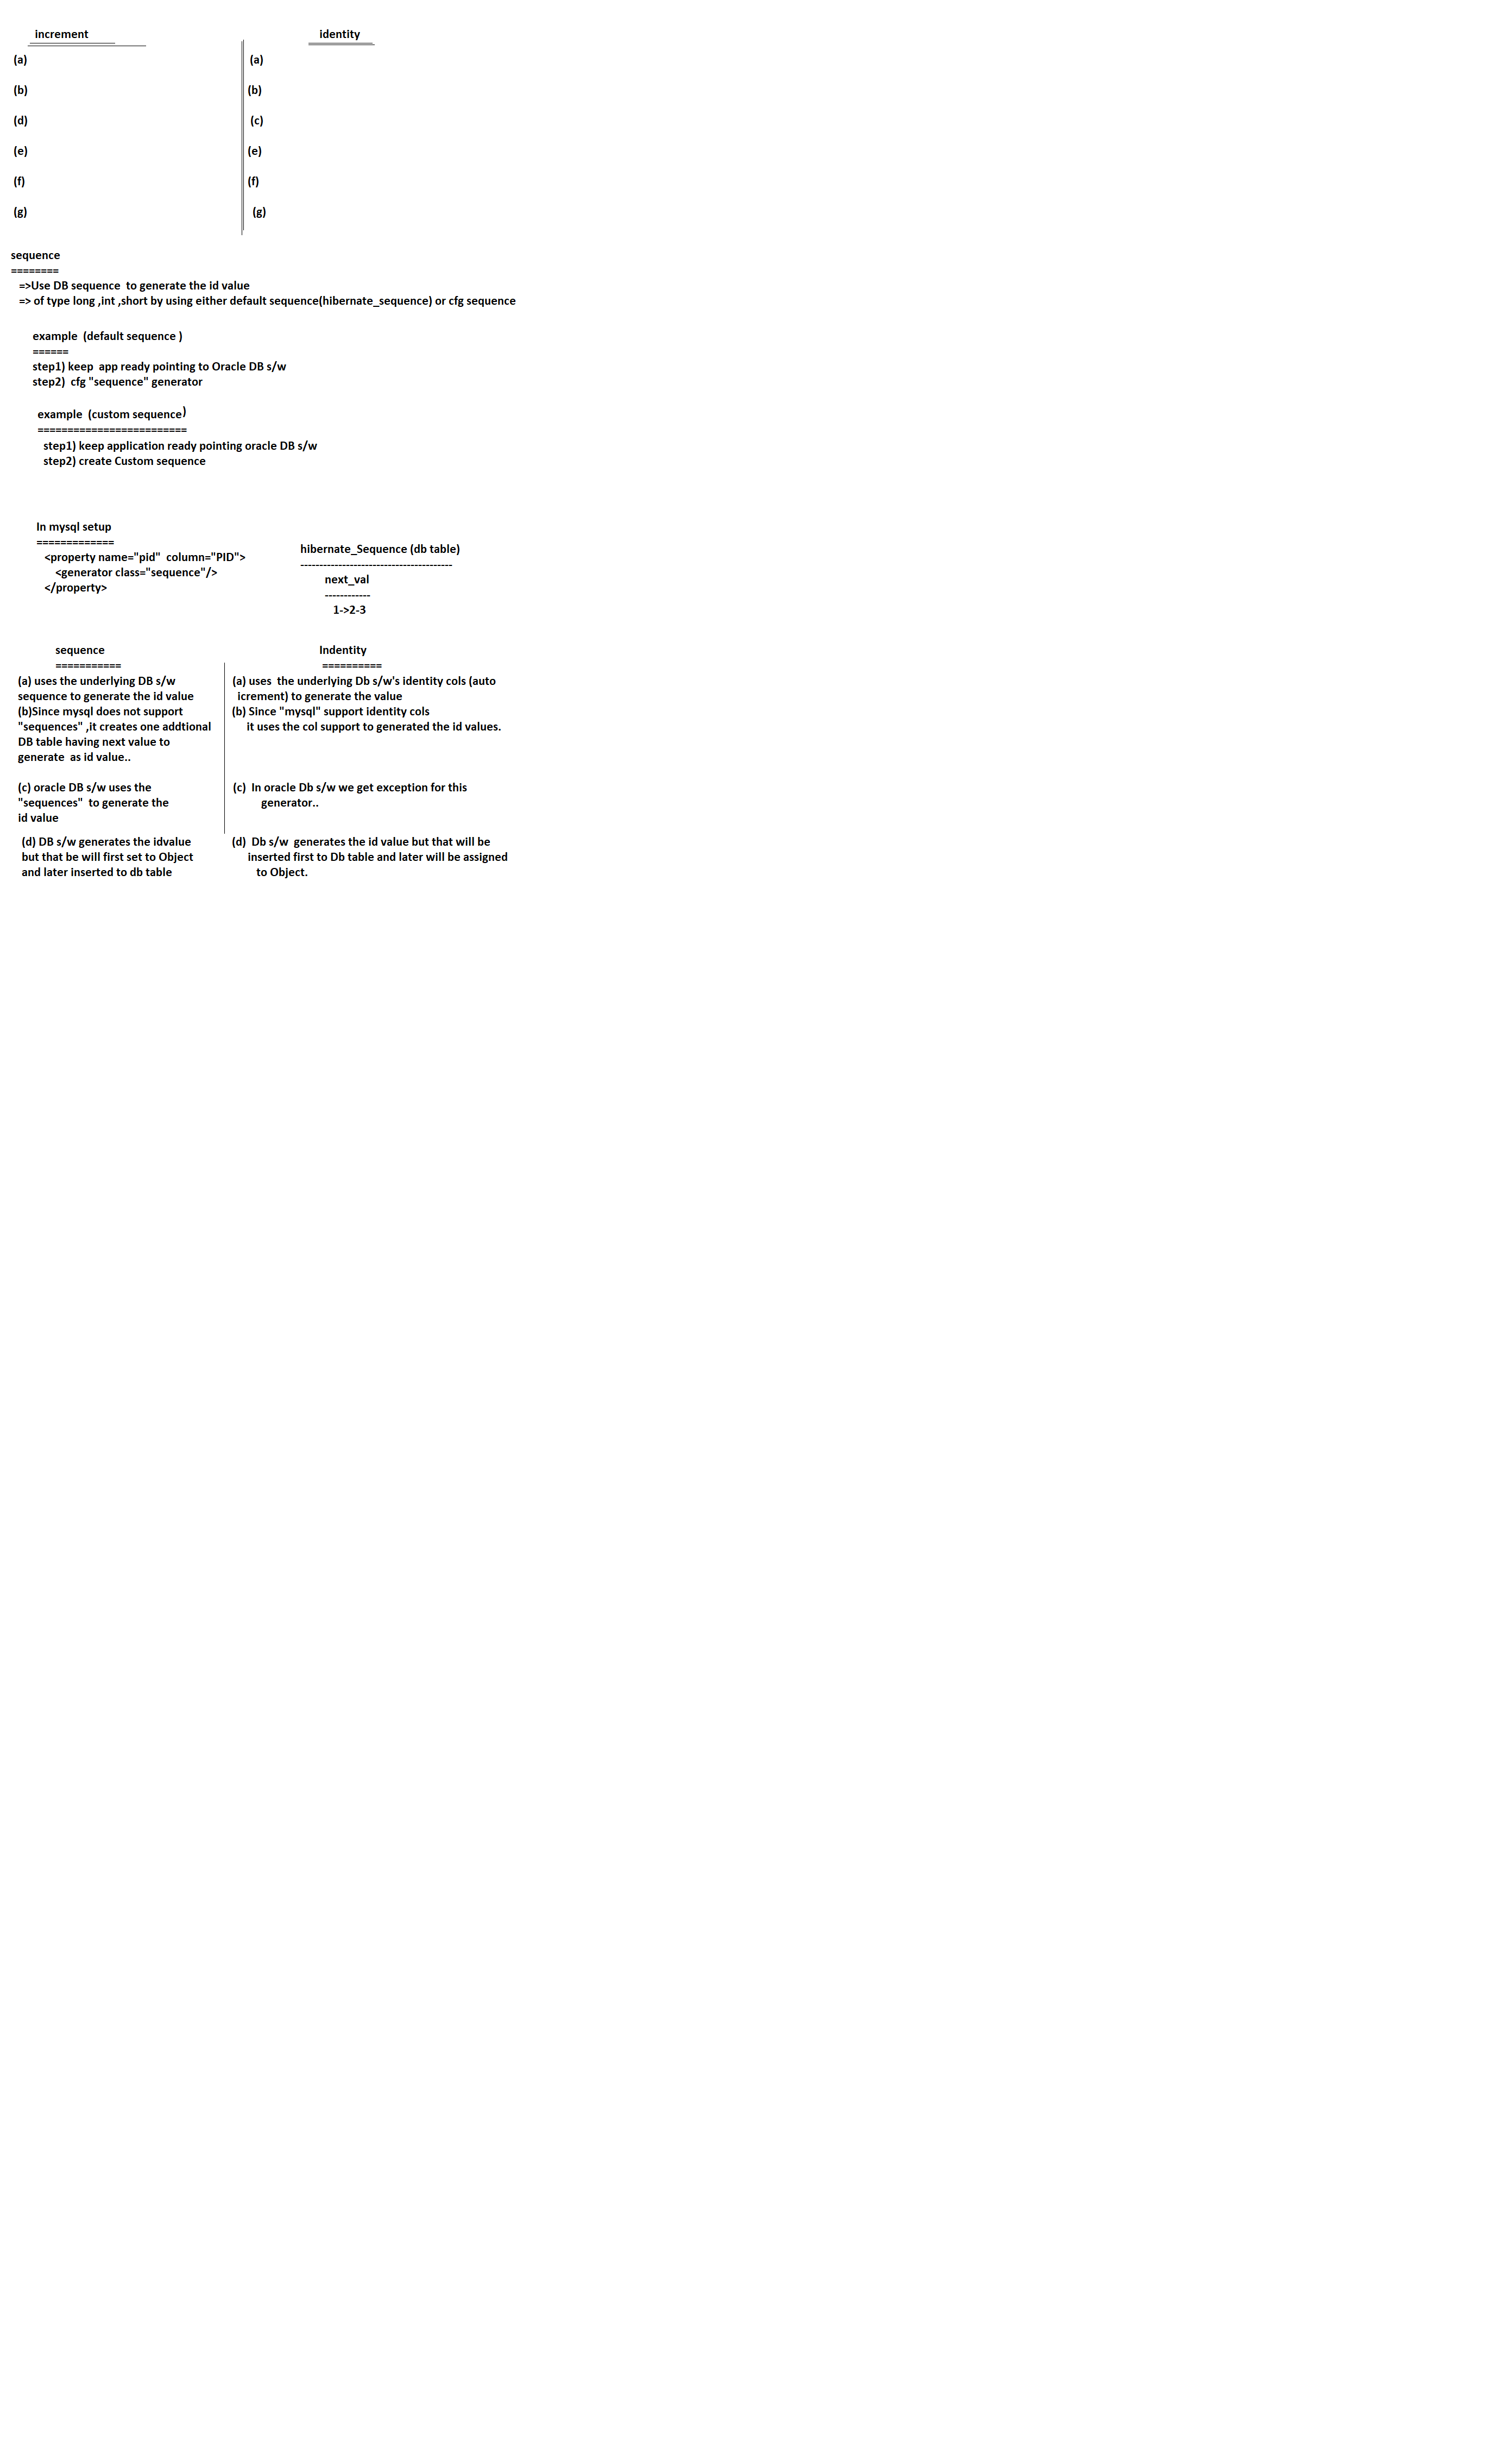 increment
(a)
(b)
(d)
(e)
(f)
(g)
identity
(a)
(b)
(c)
(e)
(f)
(g)
sequence
========
=>Use DB sequence  to generate the id value
=> of type long ,int ,short by using either default sequence(hibernate_sequence) or cfg sequence
example  (default sequence )
======
step1) keep  app ready pointing to Oracle DB s/w
step2)  cfg "sequence" generator
example  (custom sequence)
=========================
step1) keep application ready pointing oracle DB s/w
step2) create Custom sequence
In mysql setup
=============
<property name="pid"  column="PID">
<generator class="sequence"/>
</property>
hibernate_Sequence (db table)
----------------------------------------
next_val
------------
1->2-3
sequence
===========
(a) uses the underlying DB s/w
sequence to generate the id value
(b)Since mysql does not support
"sequences" ,it creates one addtional
DB table having next value to
generate  as id value..
(c) oracle DB s/w uses the
"sequences"  to generate the
id value
(d) DB s/w generates the idvalue
but that be will first set to Object
and later inserted to db table
Indentity
==========
(a) uses  the underlying Db s/w's identity cols (auto
icrement) to generate the value
(b) Since "mysql" support identity cols
it uses the col support to generated the id values.
(c)  In oracle Db s/w we get exception for this
generator..
(d)  Db s/w  generates the id value but that will be
inserted first to Db table and later will be assigned
to Object.